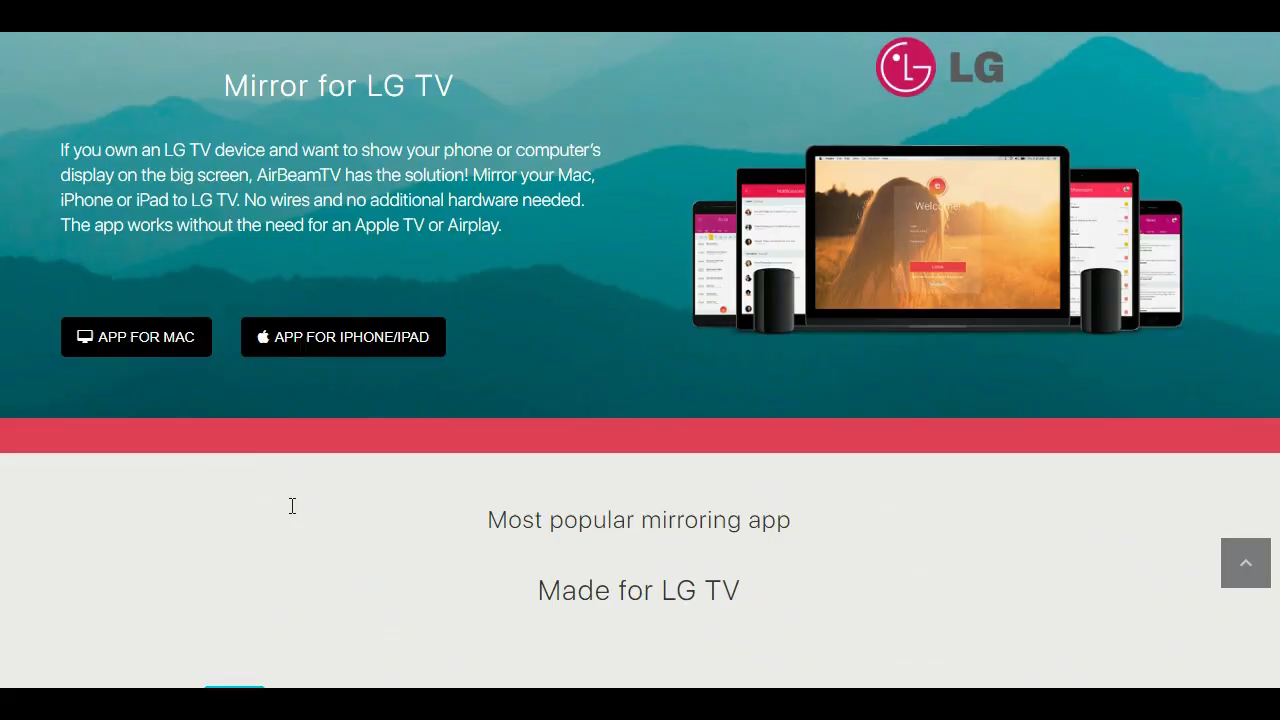 LG
Mirror for LG TV
If you own an LG TV device and want to show your phone or computer's
display on the big screen, AirBeamTV has the solution! Mirror your Mac,
iPhone or iPad to LG TV. No wires and no additional hardware needed.
The app works without the need for an Apple TV or Airplay.
Welcome!
APP FOR MAC
APP FOR IPHONE/IPAD
Most popular mirroring app
Made for LG TV